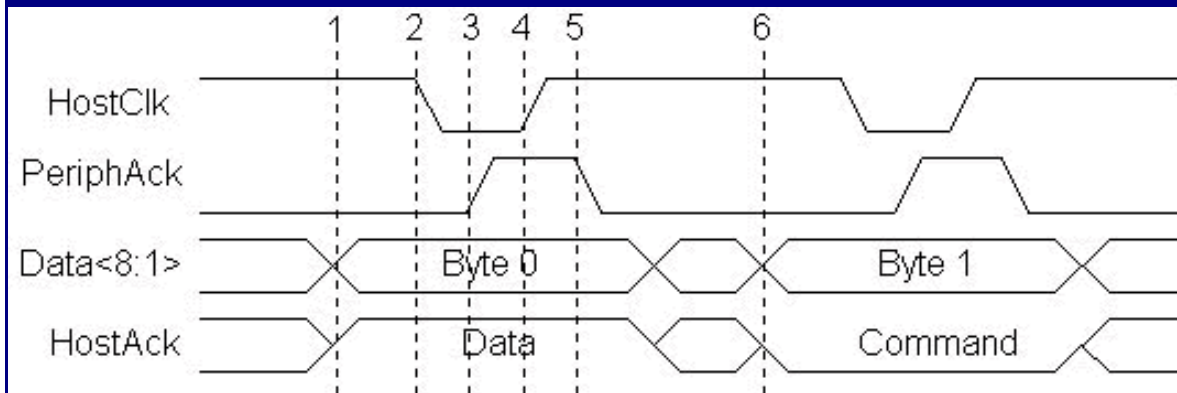 1 2 3 4 5 6
HostClk
PeriphAck
Data<8:1> Byte 0 Byte 1
HostAck Data Command